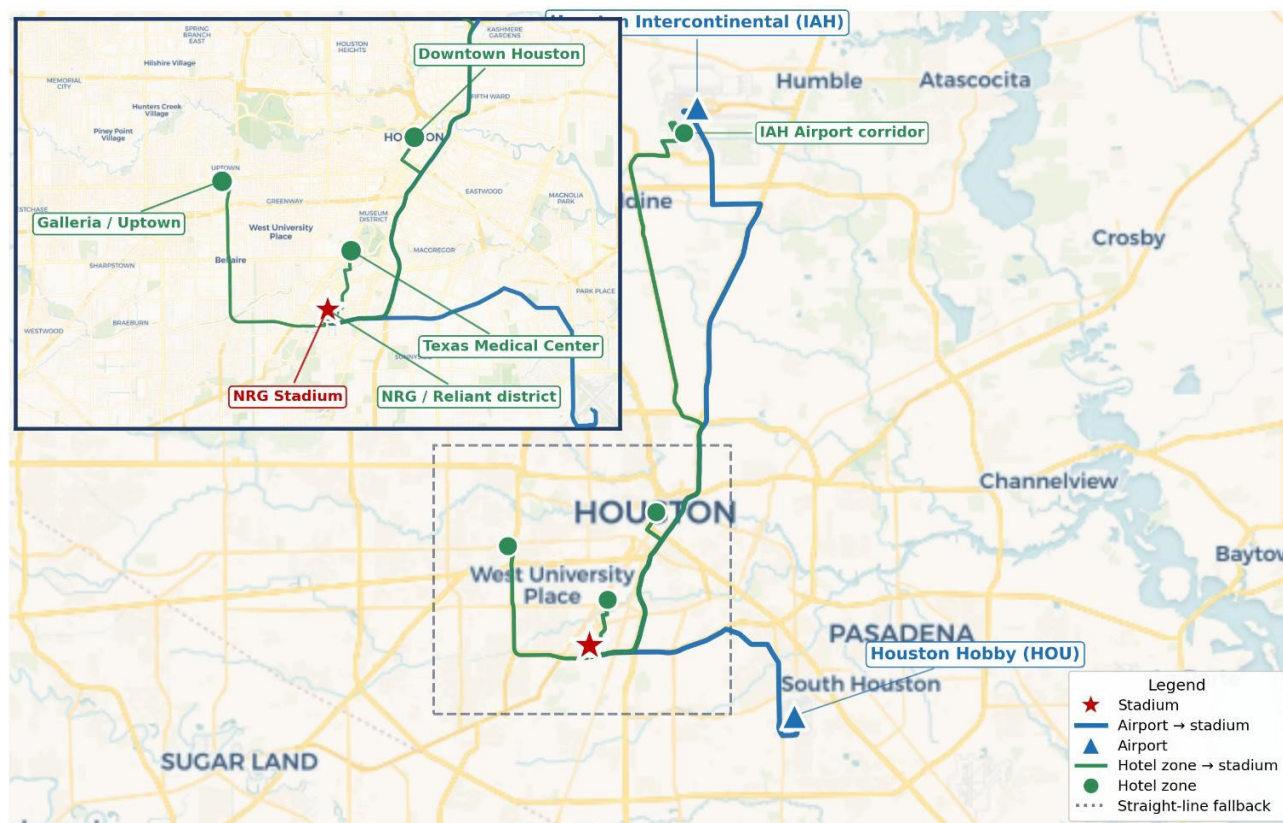 Intercontinental (IAH)
SPRING
BRANCH
EAST
HOUSTON
HEIGHTS
KASHMERE
GARDENS
Downtown Houston
Hilshire Village
MEMORIAL
CITY
Hunters Creek
Village
FIFTH WARD
Piney Point
Village
HOUSTON
UPTOWN
EASTWOOD
MAGNOLIA
PARK
GREENWAY
MUSEUM
DISTRICT
Galleria / Uptown
West University
Place
MACGREGOR
SHARPSTOWN
Bellaire
PARK PLACE
WESTWOOD
BRAEBURN
Texas Medical Center
NRG Stadium
NRG / Reliant district
Humble
Atascocita
IAH Airport corridor
Crosby
Channelview
HOUSTON
West University
Place
PASADENA
Houston Hobby (HOU)
South Houston
SUGAR LAND
Legend
Stadium
Airport → stadium
Airport
Hotel zone → stadium
Hotel zone
Straight-line fallback